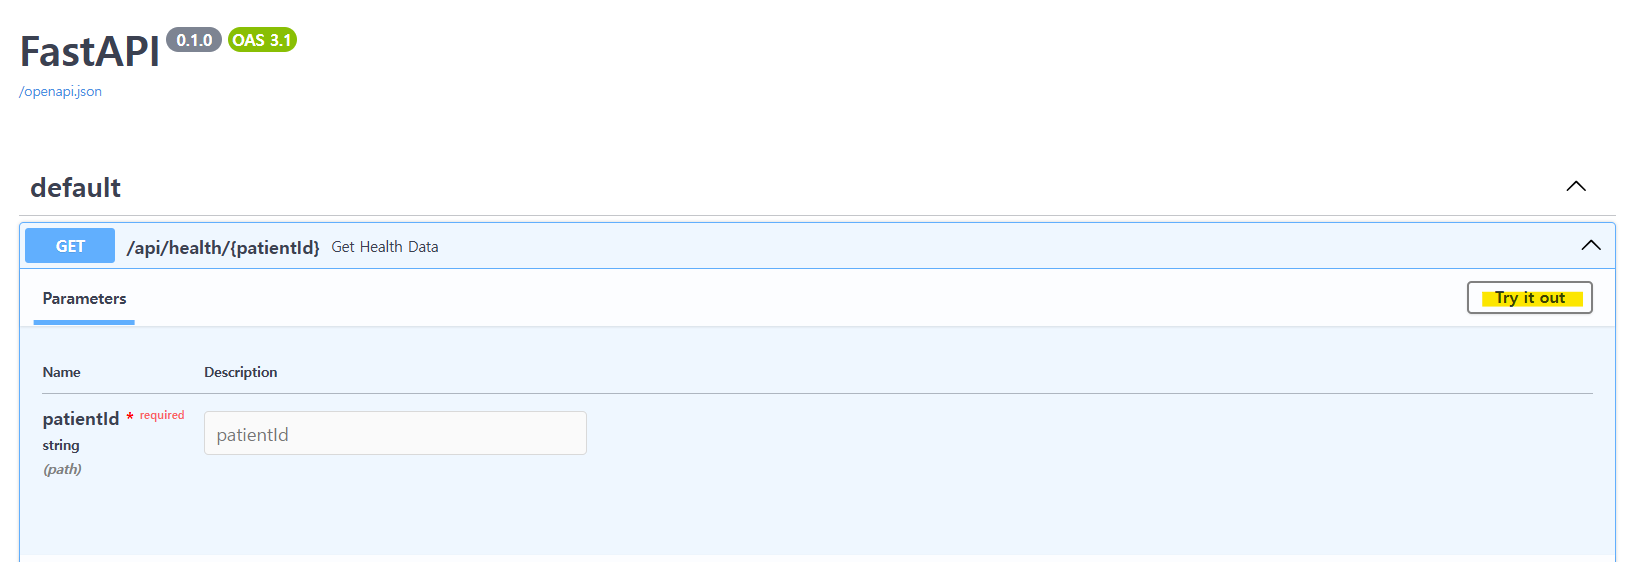 FastAPI 0.1.0 OAS 3.1
/openapi.json
default
GET /api/health/{patientId} Get Health Data
Parameters Try it out
Name Description
patientId * required patientId
string
(path)